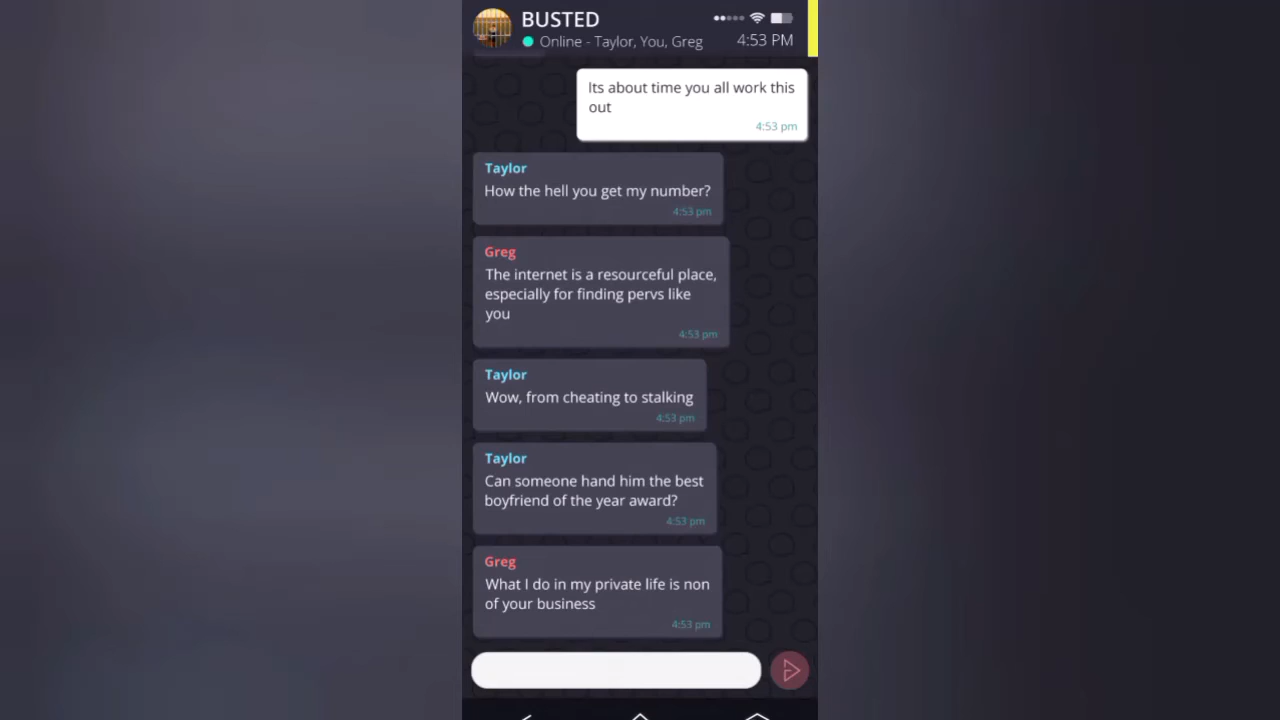 BUSTED
Online - Taylor, You, Greg
4:53 PM
Its about time you all work this
out
4:53 pm
Taylor
How the hell you get my number?
4:53 pm
Greg
The internet is a resourceful place,
especially for finding pervs like
you
4:53 pm
Taylor
Wow, from cheating to stalking
4:53 pm
Taylor
Can someone hand him the best
boyfriend of the year award?
4:53 pm
Greg
What I do in my private life is non
of your business
4:53 pm